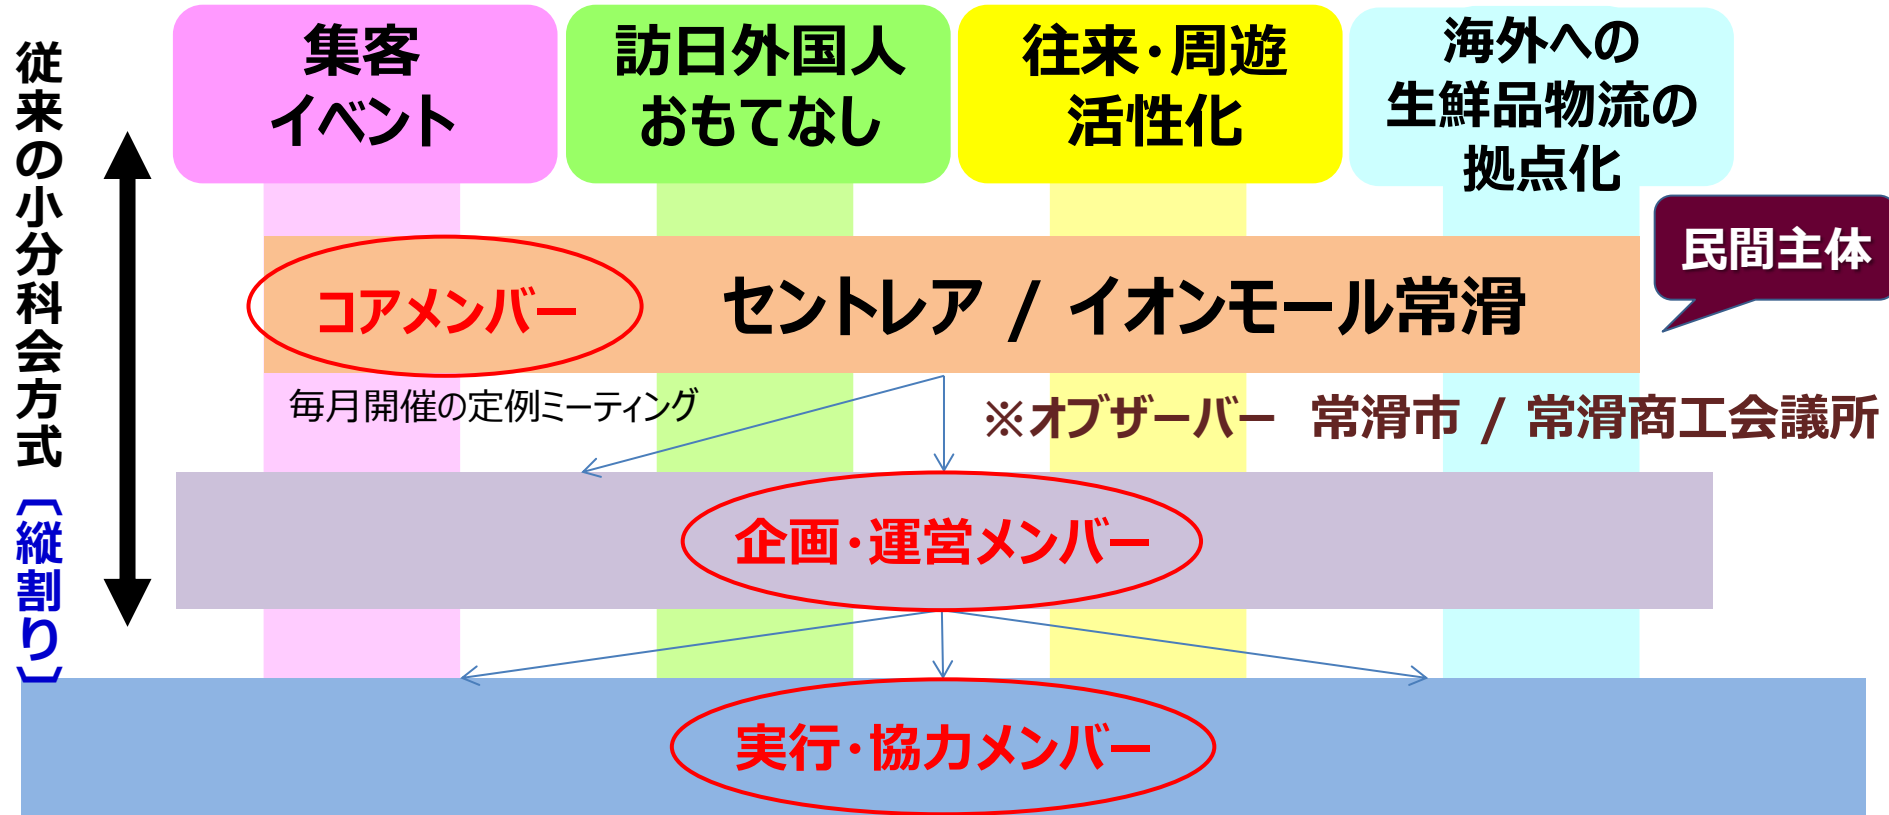 従来の小分科会方式〔縦割り〕
集客
イベント
訪日外国人
おもてなし
往来・周遊
活性化
海外への
生鮮品物流の
拠点化
民間主体
コアメンバー
セントレア / イオンモール常滑
毎月開催の定例ミーティング
※オブザーバー 常滑市 / 常滑商工会議所
企画・運営メンバー
実行・協力メンバー